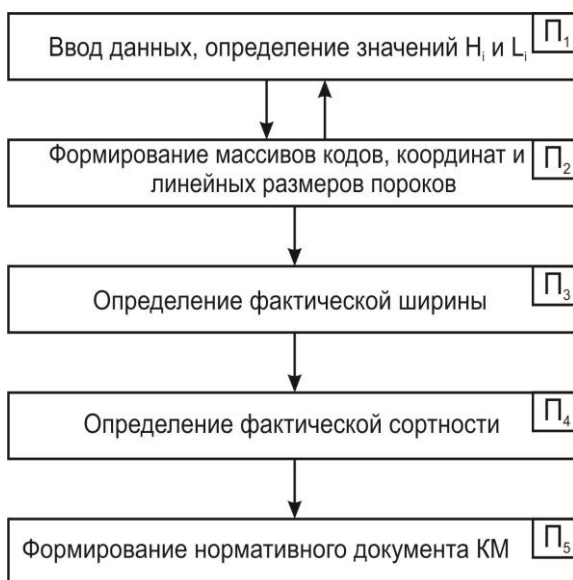 Ввод данных, определение значений Hᵢ и Lᵢ
П₁
Формирование массивов кодов, координат и
линейных размеров пороков
П₂
Определение фактической ширины
П₃
Определение фактической сортности
П₄
Формирование нормативного документа КМ
П₅